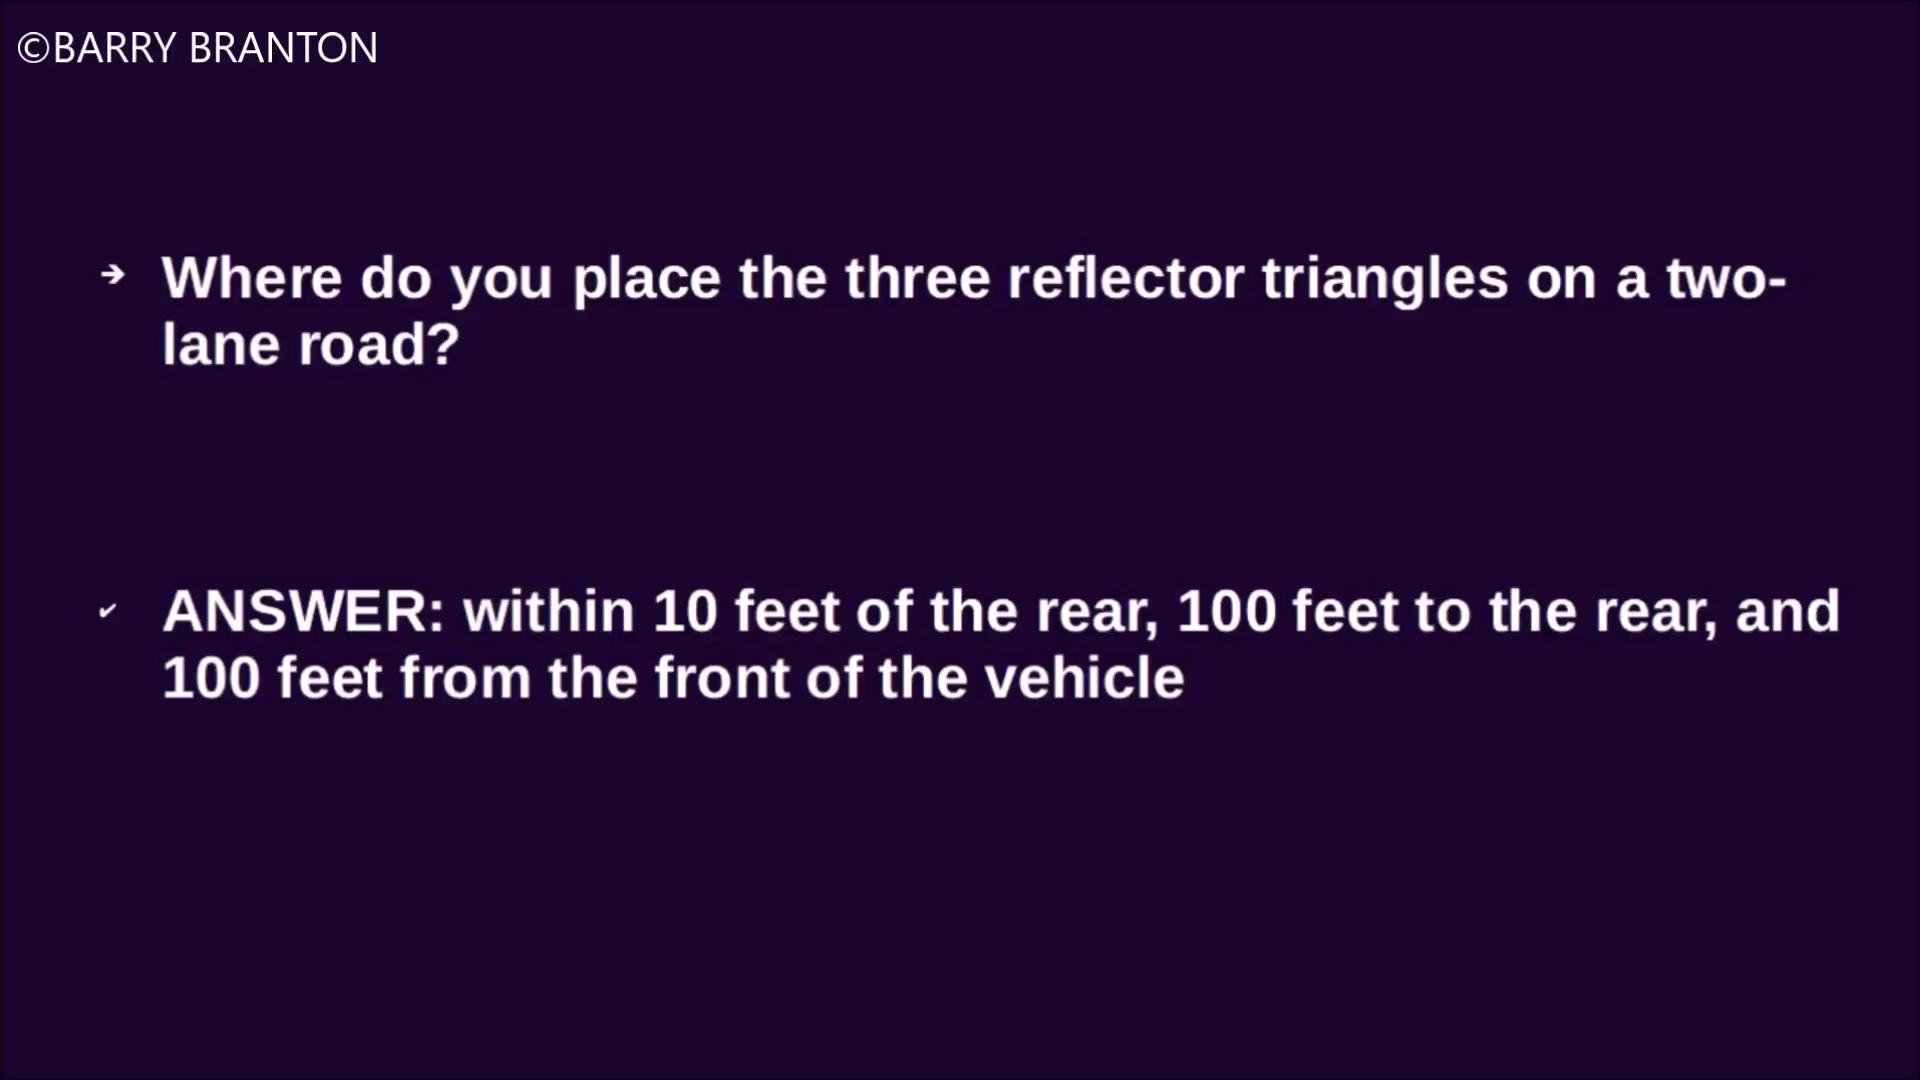 ©BARRY BRANTON
➔ Where do you place the three reflector triangles on a two-
lane road?
✔ ANSWER: within 10 feet of the rear, 100 feet to the rear, and
100 feet from the front of the vehicle